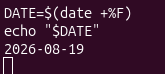 DATE=$(date +%F)
echo "$DATE"
2026-08-19